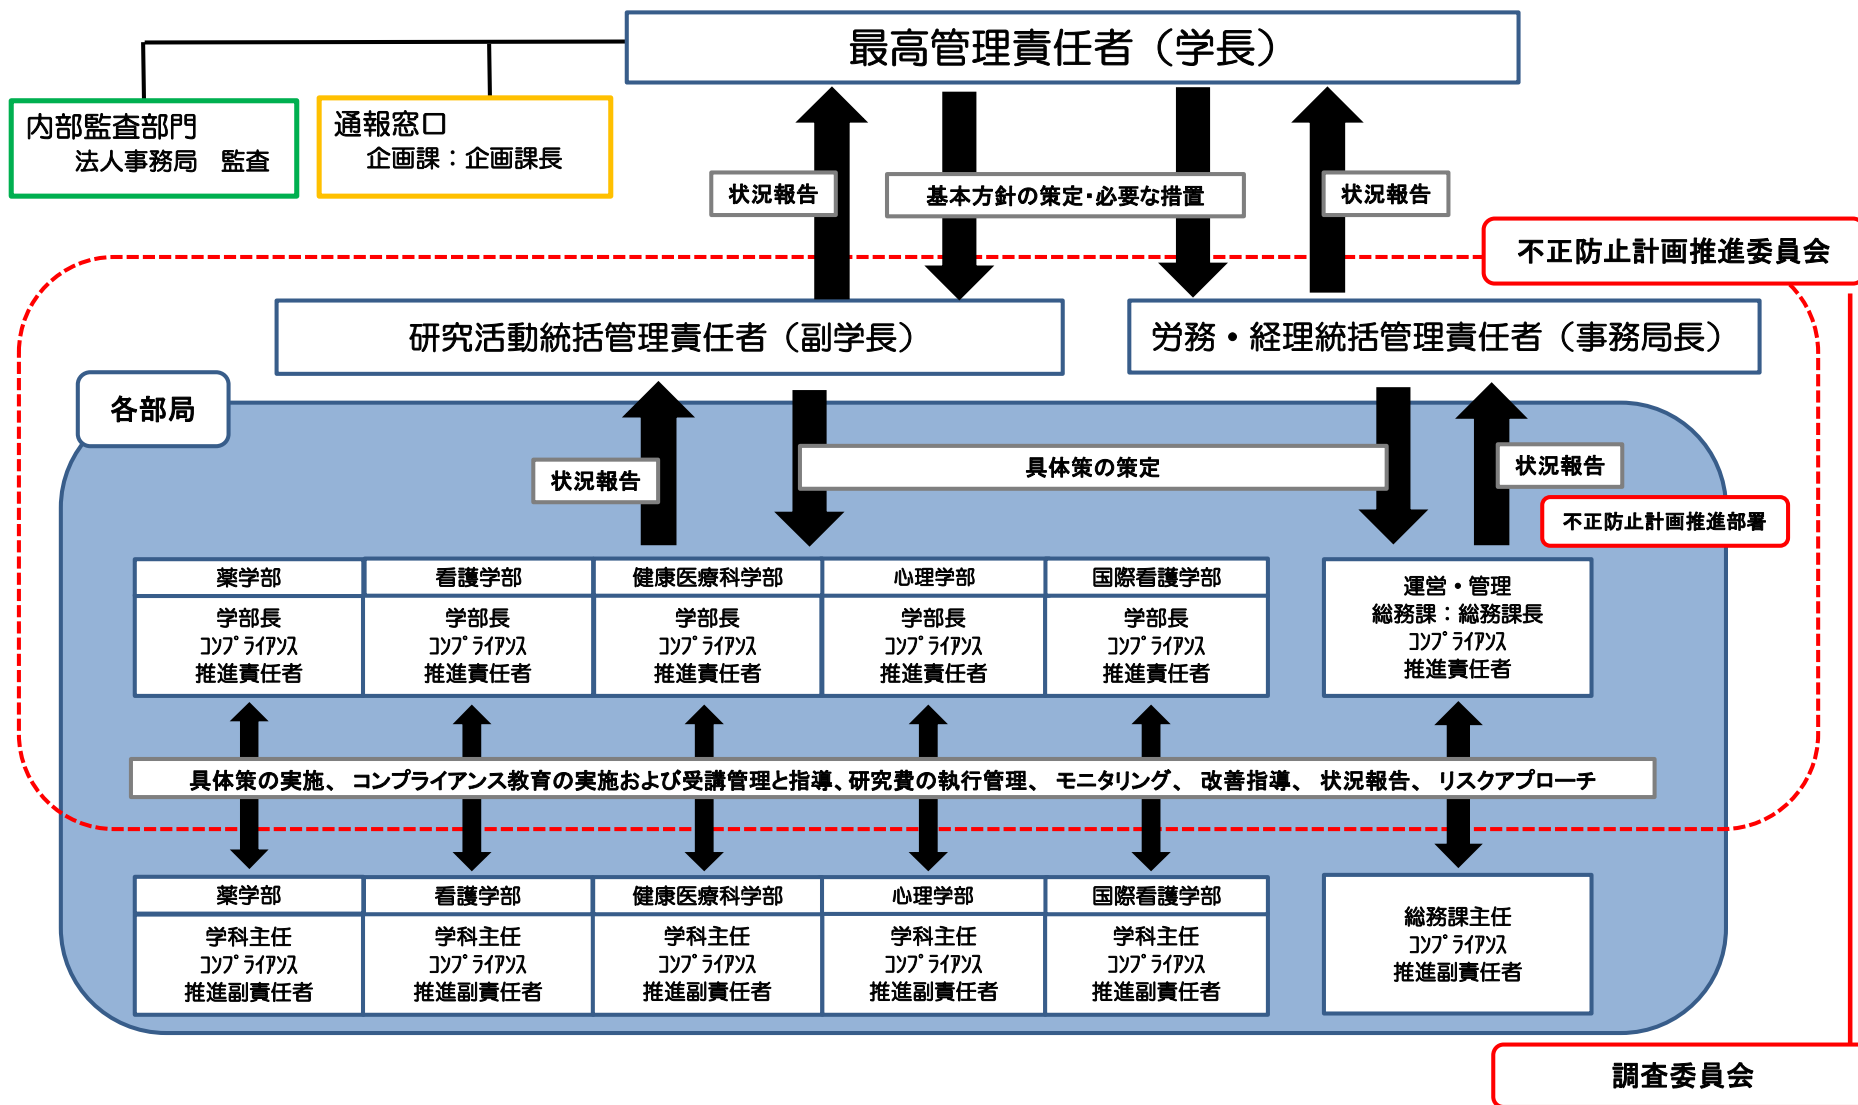 最高管理責任者（学長）
内部監査部門
法人事務局　監査
通報窓口
企画課：企画課長
状況報告
基本方針の策定・必要な措置
状況報告
不正防止計画推進委員会
研究活動統括管理責任者（副学長）
労務・経理統括管理責任者（事務局長）
各部局
状況報告
具体策の策定
状況報告
不正防止計画推進部署
薬学部
学部長
ｺﾝﾌﾟﾗｲｱﾝｽ
推進責任者
看護学部
学部長
ｺﾝﾌﾟﾗｲｱﾝｽ
推進責任者
健康医療科学部
学部長
ｺﾝﾌﾟﾗｲｱﾝｽ
推進責任者
心理学部
学部長
ｺﾝﾌﾟﾗｲｱﾝｽ
推進責任者
国際看護学部
学部長
ｺﾝﾌﾟﾗｲｱﾝｽ
推進責任者
運営・管理
総務課：総務課長
ｺﾝﾌﾟﾗｲｱﾝｽ
推進責任者
具体策の実施、コンプライアンス教育の実施および受講管理と指導、研究費の執行管理、モニタリング、改善指導、状況報告、リスクアプローチ
薬学部
学科主任
ｺﾝﾌﾟﾗｲｱﾝｽ
推進副責任者
看護学部
学科主任
ｺﾝﾌﾟﾗｲｱﾝｽ
推進副責任者
健康医療科学部
学科主任
ｺﾝﾌﾟﾗｲｱﾝｽ
推進副責任者
心理学部
学科主任
ｺﾝﾌﾟﾗｲｱﾝｽ
推進副責任者
国際看護学部
学科主任
ｺﾝﾌﾟﾗｲｱﾝｽ
推進副責任者
総務課主任
ｺﾝﾌﾟﾗｲｱﾝｽ
推進副責任者
調査委員会